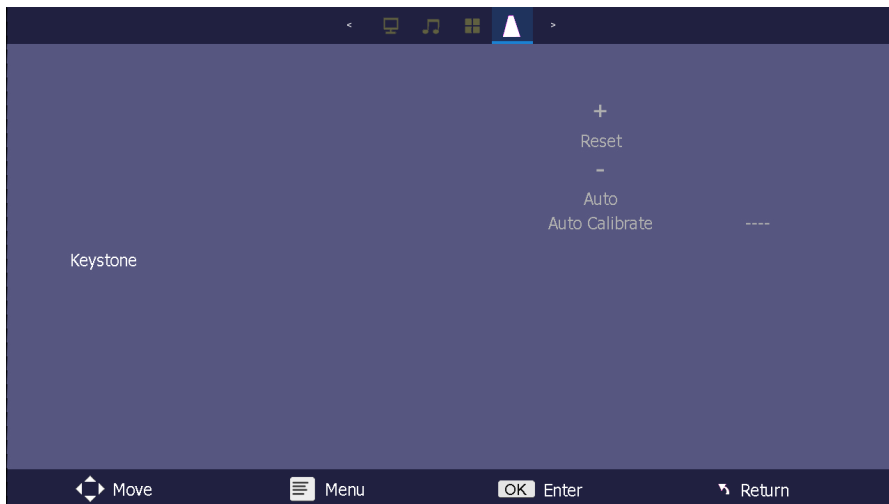 < >
+
Reset
-
Auto
Auto Calibrate ----
Keystone
Move Menu OK Enter Return